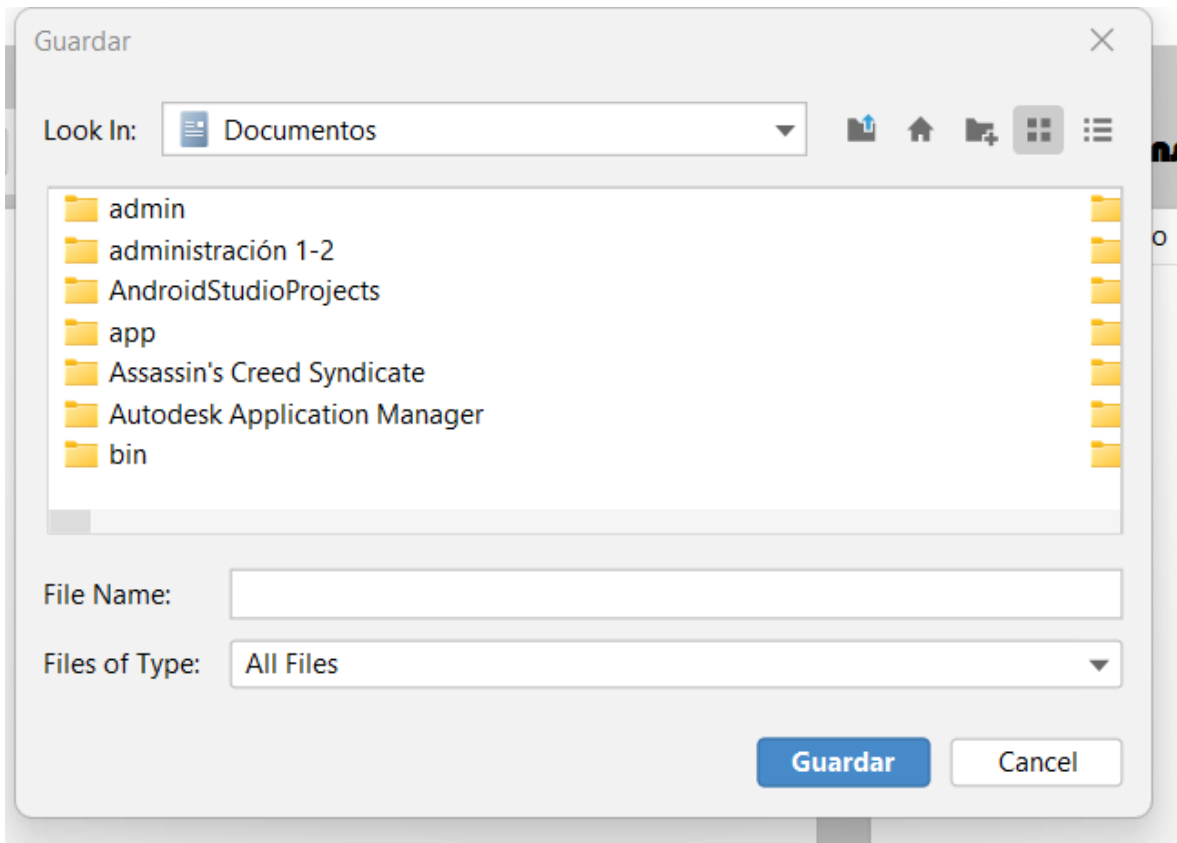 Guardar
Look In: Documentos
admin
administración 1-2
AndroidStudioProjects
app
Assassin's Creed Syndicate
Autodesk Application Manager
bin
o
File Name:
Files of Type: All Files
Guardar Cancel